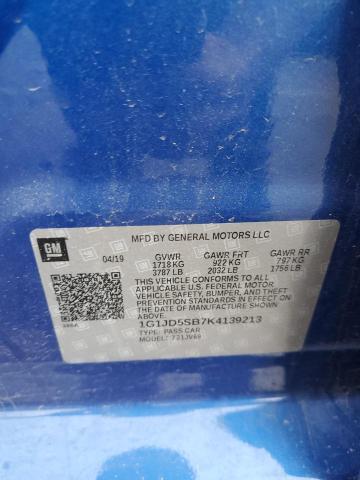 GM
MFD BY GENERAL MOTORS LLC
04/19 GVWR GAWR FRT GAWR RR
1718 KG 922 KG 797 KG
3787 LB 2032 LB 1756 LB
THIS VEHICLE CONFORMS TO ALL
APPLICABLE U.S. FEDERAL MOTOR
VEHICLE SAFETY, BUMPER, AND THEFT
PREVENTION STANDARDS IN EFFECT ON
THE DATE OF MANUFACTURE SHOWN
ABOVE.
1G1JD5SB7K4139213
TYPE: PASS CAR
MODEL: 721JV69